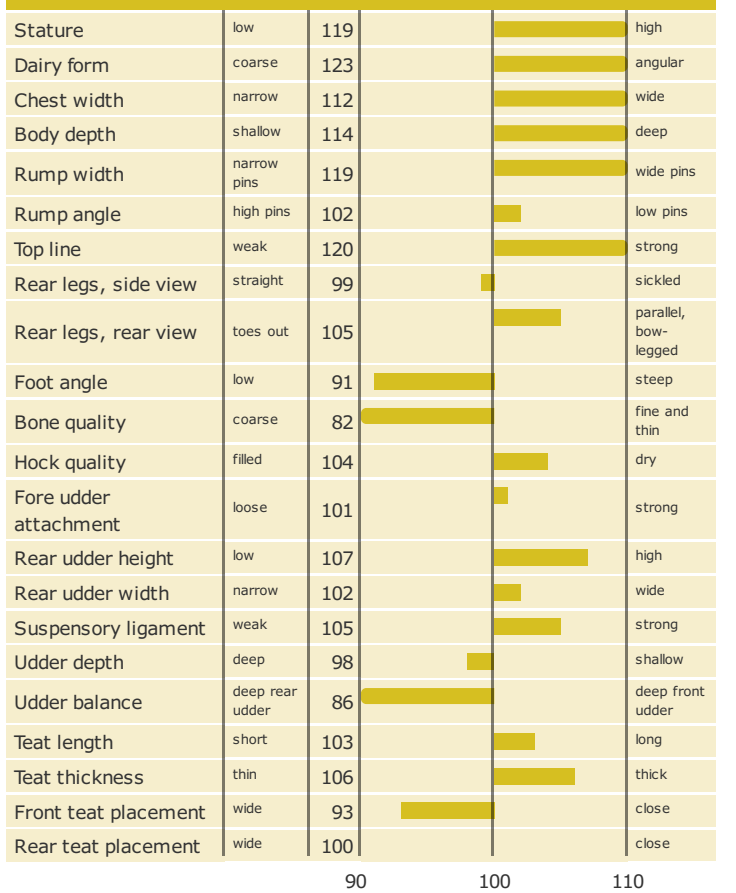 Stature low 119 high
Dairy form coarse 123 angular
Chest width narrow 112 wide
Body depth shallow 114 deep
Rump width narrow pins 119 wide pins
Rump angle high pins 102 low pins
Top line weak 120 strong
Rear legs, side view straight 99 sickled
Rear legs, rear view toes out 105 parallel, bow-legged
Foot angle low 91 steep
Bone quality coarse 82 fine and thin
Hock quality filled 104 dry
Fore udder attachment loose 101 strong
Rear udder height low 107 high
Rear udder width narrow 102 wide
Suspensory ligament weak 105 strong
Udder depth deep 98 shallow
Udder balance deep rear udder 86 deep front udder
Teat length short 103 long
Teat thickness thin 106 thick
Front teat placement wide 93 close
Rear teat placement wide 100 close
90 100 110